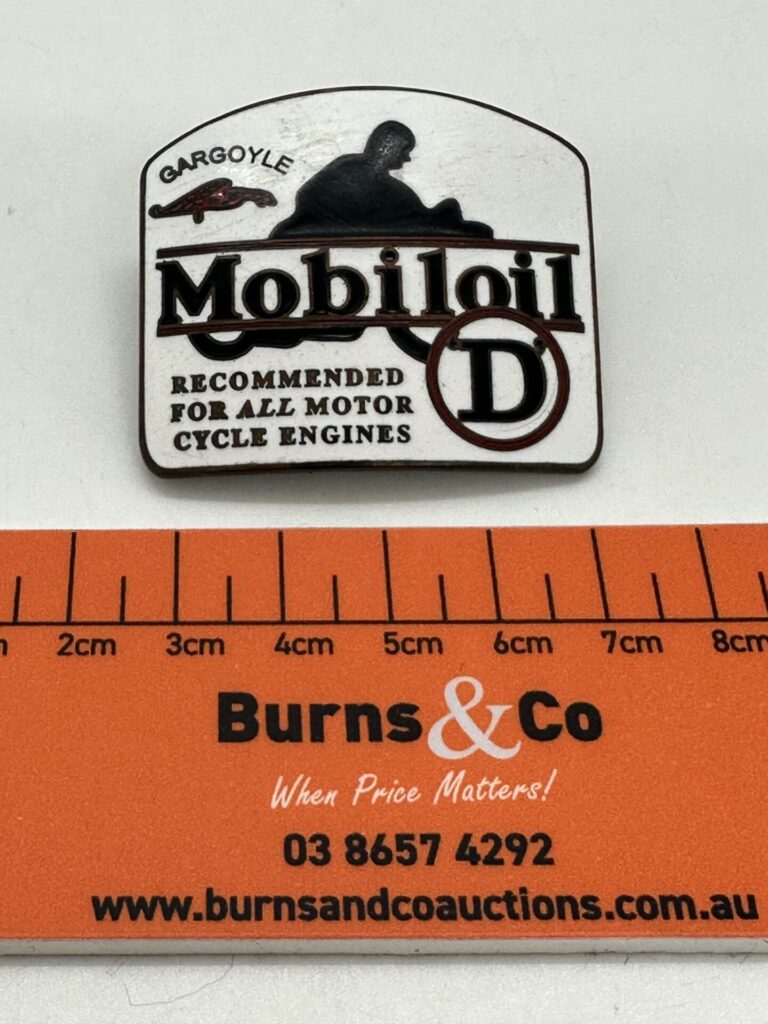 GARGOYLE
Mobiloil
D
RECOMMENDED
FOR ALL MOTOR
CYCLE ENGINES
2cm 3cm 4cm 5cm 6cm 7cm 8cm
Burns & Co
When Price Matters!
03 8657 4292
www.burnsandcoauctions.com.au